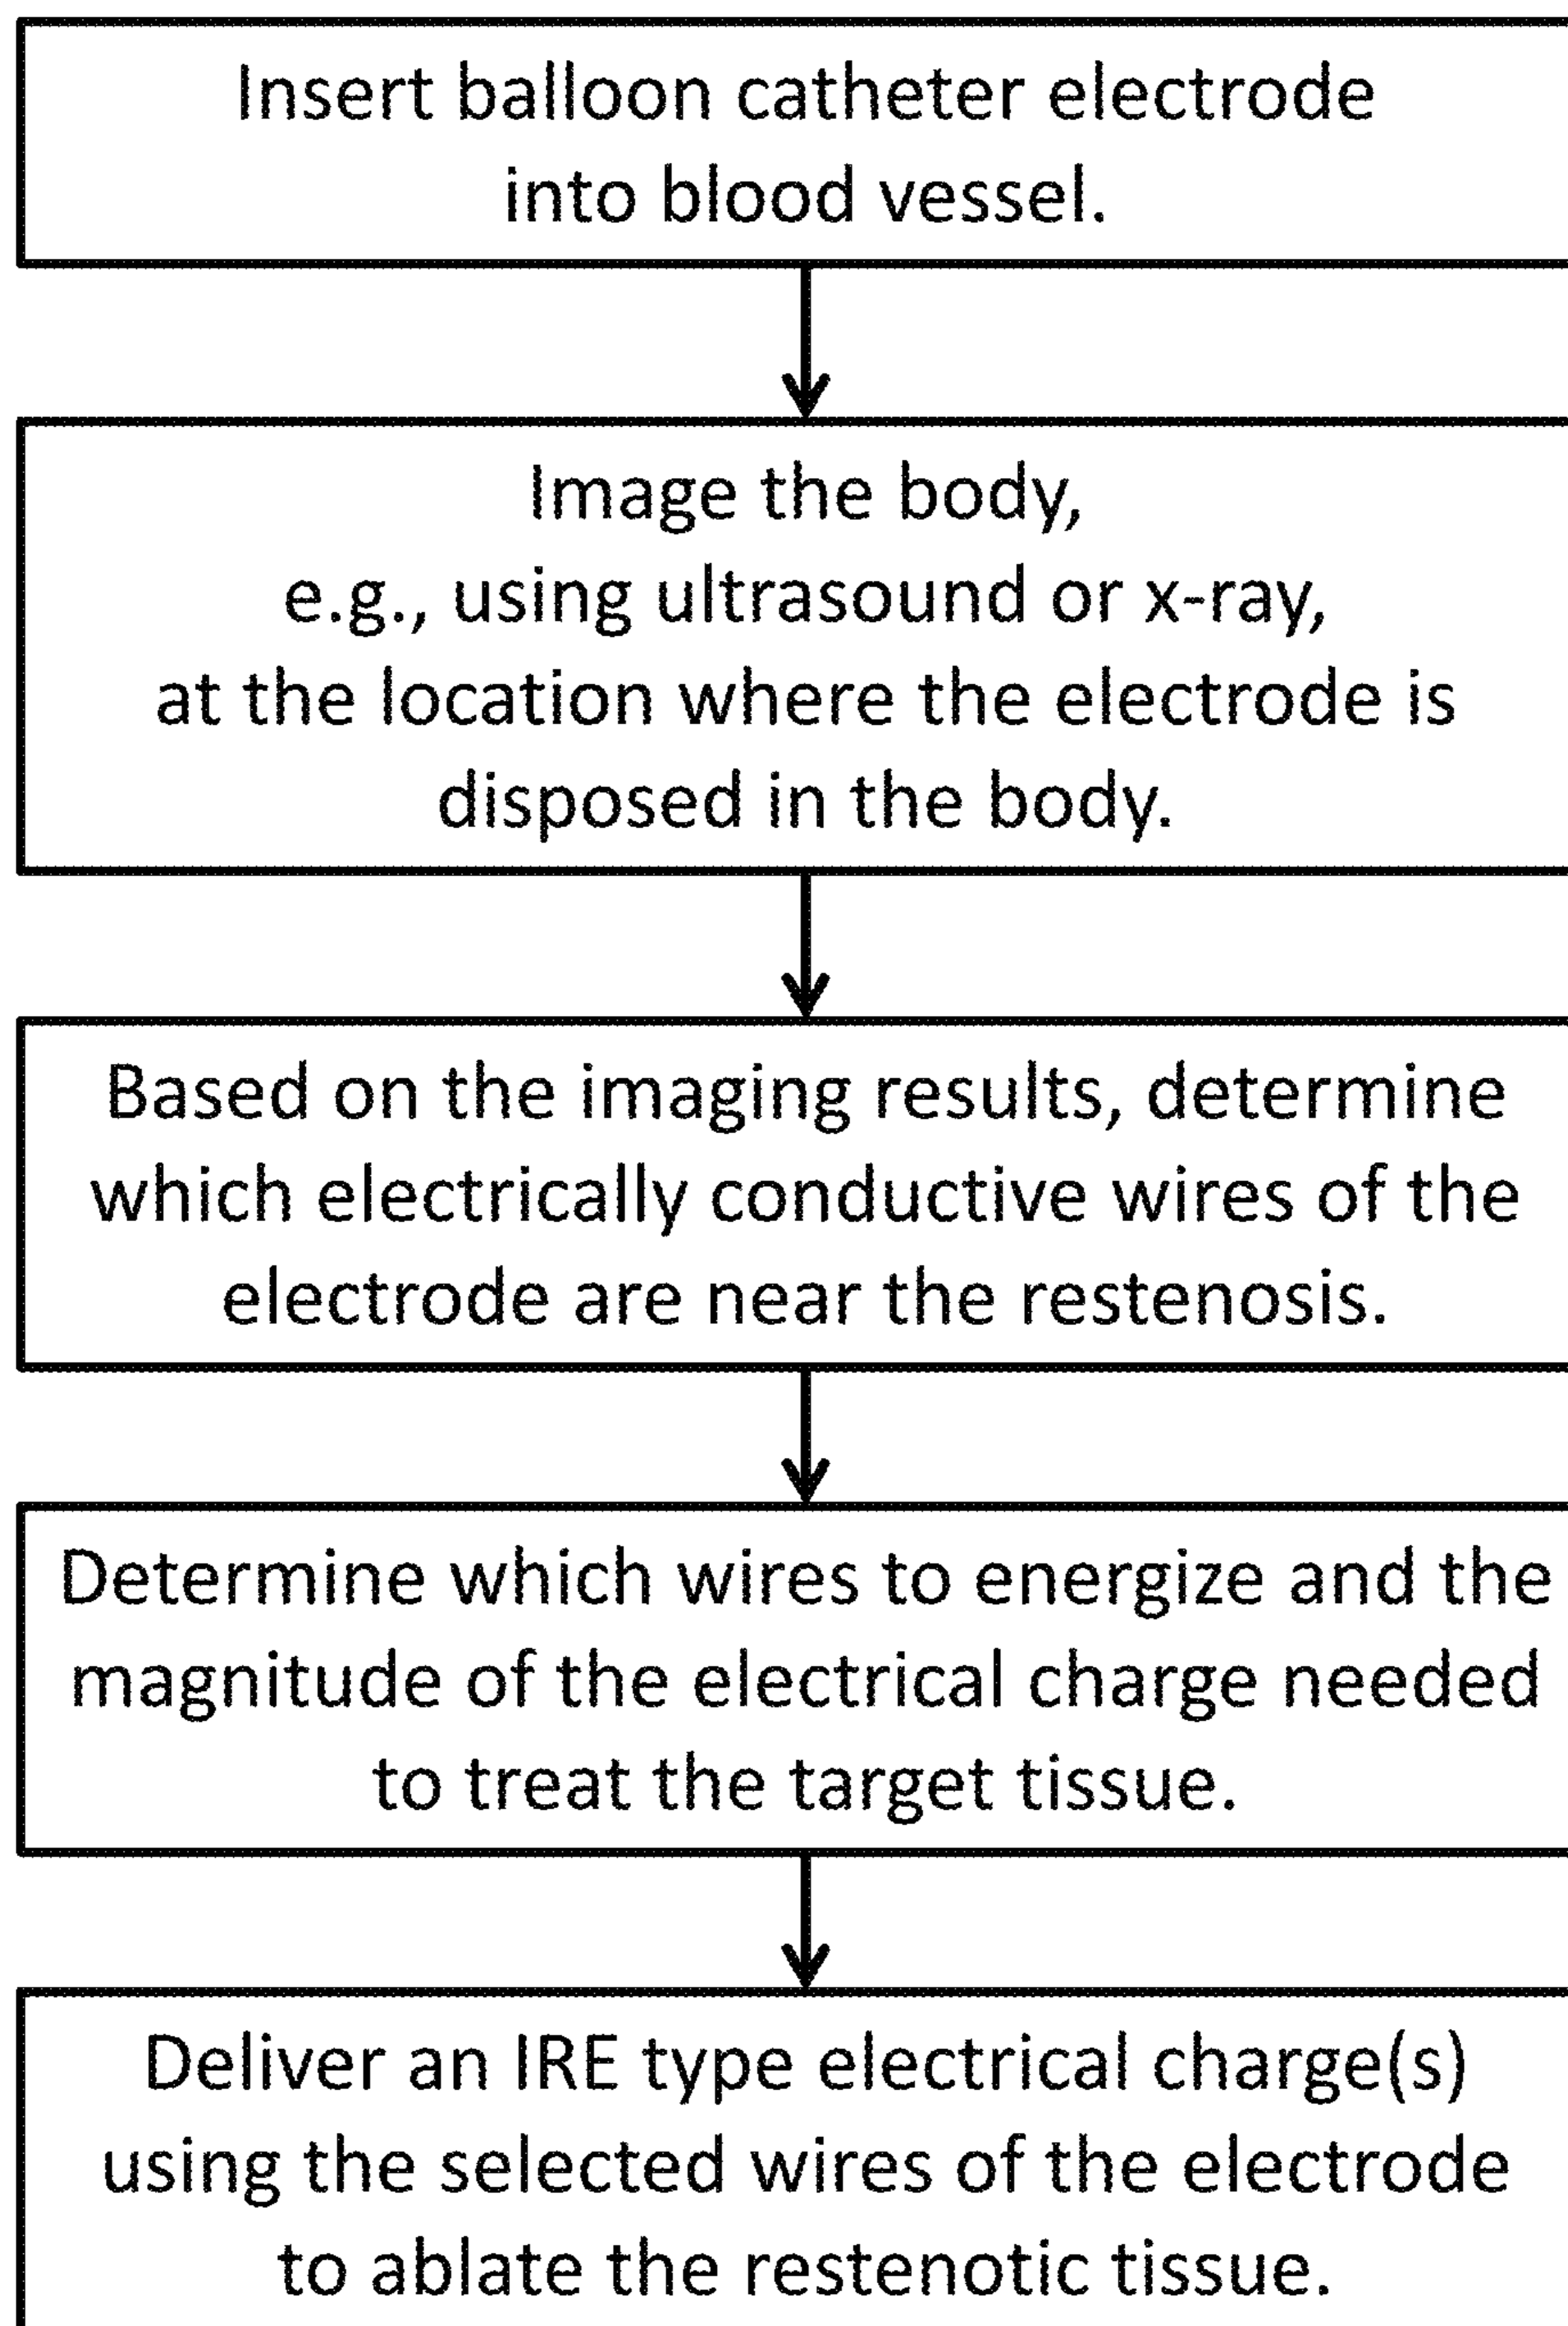 Insert balloon catheter electrode
into blood vessel.
Image the body,
e.g., using ultrasound or x-ray,
at the location where the electrode is
disposed in the body.
Based on the imaging results, determine
which electrically conductive wires of the
electrode are near the restenosis.
Determine which wires to energize and the
magnitude of the electrical charge needed
to treat the target tissue.
Deliver an IRE type electrical charge(s)
using the selected wires of the electrode
to ablate the restenotic tissue.